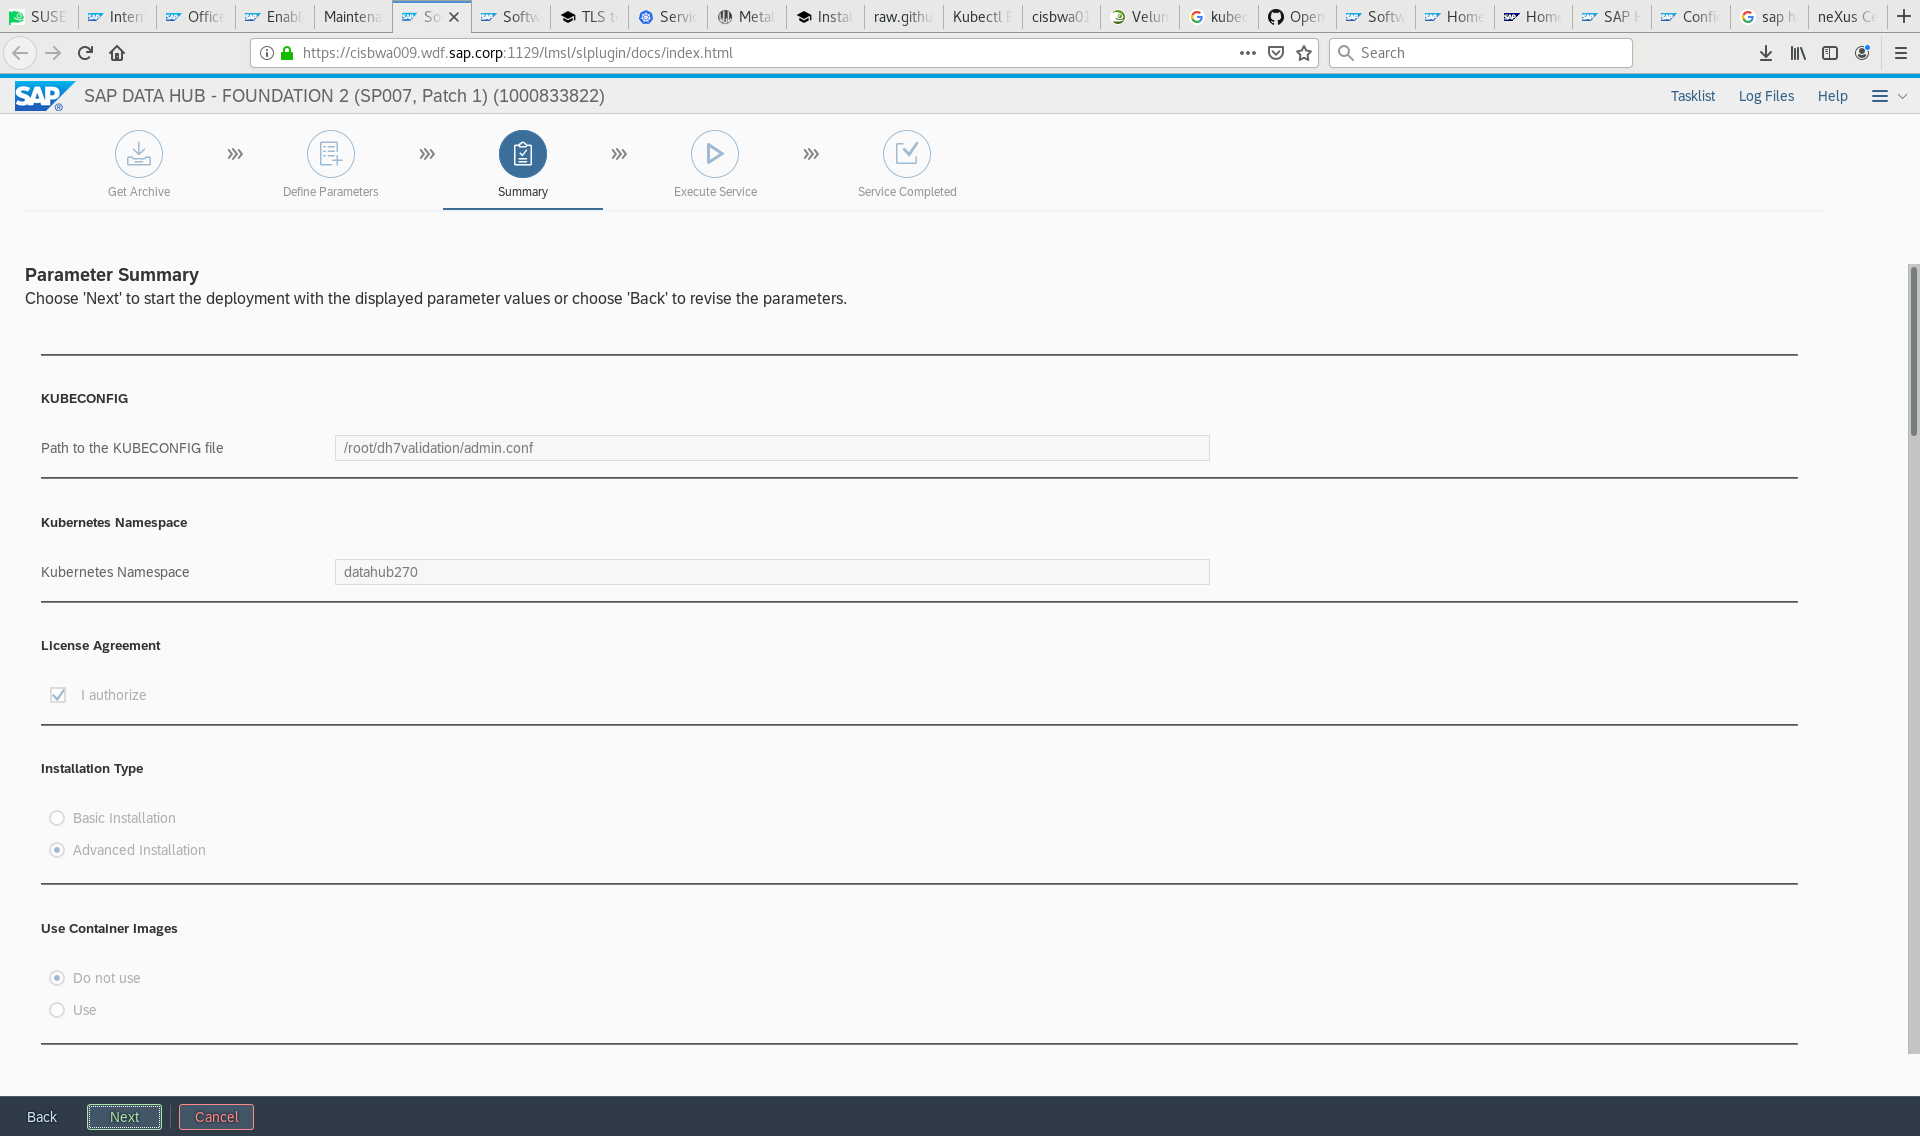 SUSE Intern Office Enabl Maintena So Softw TLS t Servi Metal Instal raw.githu Kubectl cisbwa01 Velum kubec Open Softw Home Home SAP Config sap h neXus Ce
https://cisbwa009.wdf.sap.corp:1129/lmsl/slplugin/docs/index.html
Search
SAP SAP DATA HUB - FOUNDATION 2 (SP007, Patch 1) (1000833822)
Tasklist Log Files Help
Get Archive Define Parameters Summary Execute Service Service Completed
Parameter Summary
Choose 'Next' to start the deployment with the displayed parameter values or choose 'Back' to revise the parameters.
KUBECONFIG
Path to the KUBECONFIG file /root/dh7validation/admin.conf
Kubernetes Namespace
Kubernetes Namespace datahub270
License Agreement
I authorize
Installation Type
Basic Installation
Advanced Installation
Use Container Images
Do not use
Use
Back Next Cancel